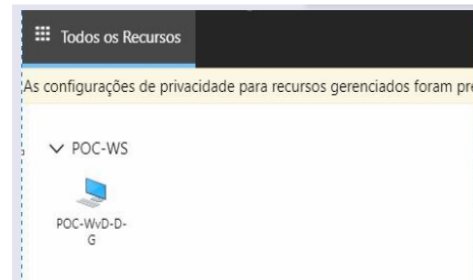 Todos os Recursos
As configurações de privacidade para recursos gerenciados foram pre
POC-WS
POC-WvD-D-
G